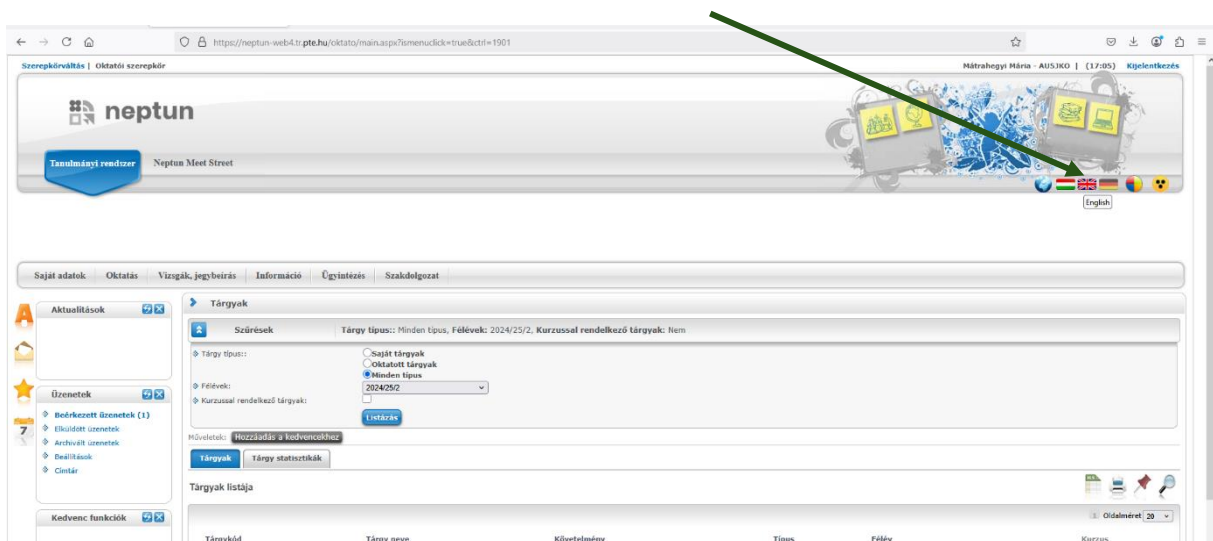 https://neptun-web4.tr.pte.hu/oktato/main.aspx?ismenuclick=true&ctrl=1901
Szerepkörváltás | Oktatói szerepkör
Mátrahegyi Mária - AU5JKO | (17:05) Kijelentkezés
neptun
Tanulmányi rendszer
Neptun Meet Street
English
Saját adatok Oktatás Vizsgák, jegybeírás Információ Ügyintézés Szakdolgozat
Aktualitások
Tárgyak
Szűrések
Tárgy típus:: Minden típus, Félévek: 2024/25/2, Kurzussal rendelkező tárgyak: Nem
Tárgy típus::
Saját tárgyak
Oktatott tárgyak
Minden típus
Félévek:
2024/25/2
Kurzussal rendelkező tárgyak:
Listázás
Üzenetek
Beérkezett üzenetek (1)
Elküldött üzenetek
Archivált üzenetek
Beállítások
Címtár
7
Műveletek: Hozzáadás a kedvencekhez
Tárgyak
Tárgy statisztikák
Tárgyak listája
Kedvenc funkciók
Oldalméret 20
Tárgykód Tárgy neve Követelmény Típus Félév Kurzus